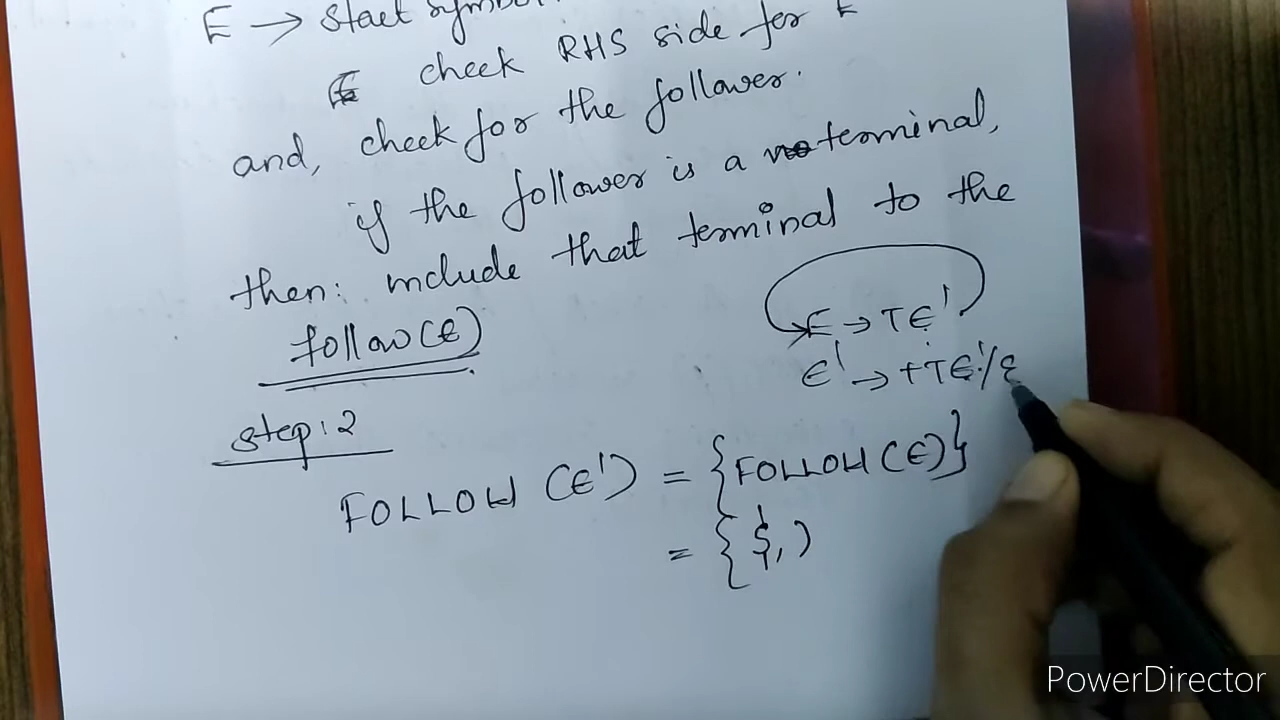 E → start symbol
check RHS side for E
and, check for the follower.
if the follower is a terminal,
then: include that terminal to the
follow(E)
E → TE'
E' → +TE'/ε
Step: 2
FOLLOW (E') = {FOLLOW (E)}
= { $, )
PowerDirector